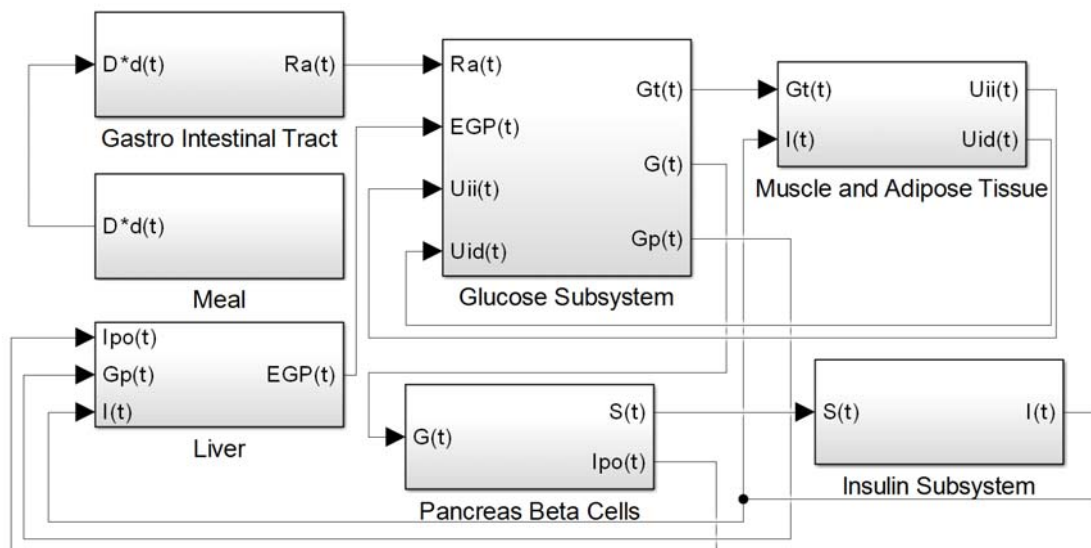 D*d(t)
Ra(t)
Gastro Intestinal Tract
D*d(t)
Meal
Ipo(t)
Gp(t)
I(t)
EGP(t)
Liver
Ra(t)
EGP(t)
Uii(t)
Uid(t)
Gt(t)
G(t)
Gp(t)
Glucose Subsystem
Gt(t)
I(t)
Uii(t)
Uid(t)
Muscle and Adipose Tissue
G(t)
S(t)
Ipo(t)
Pancreas Beta Cells
S(t)
I(t)
Insulin Subsystem